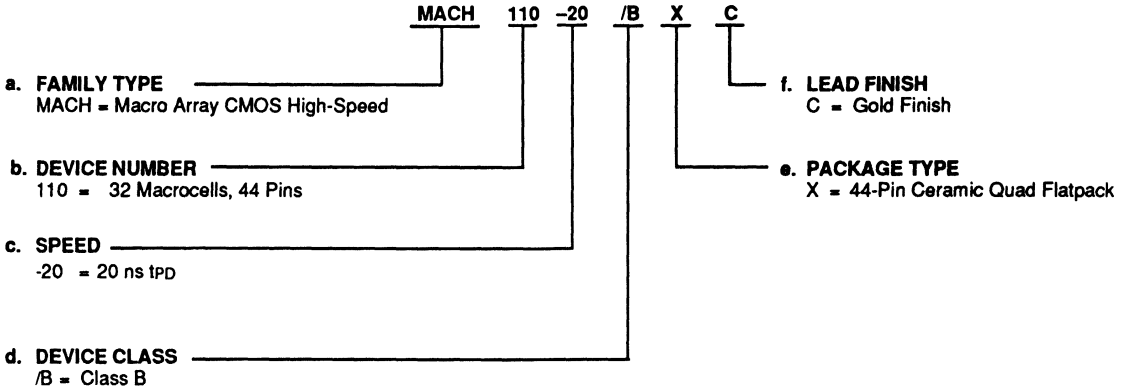 MACH 110 -20 /B X C
a. FAMILY TYPE
MACH = Macro Array CMOS High-Speed
b. DEVICE NUMBER
110 = 32 Macrocells, 44 Pins
c. SPEED
-20 = 20 ns tPD
d. DEVICE CLASS
/B = Class B
f. LEAD FINISH
C = Gold Finish
e. PACKAGE TYPE
X = 44-Pin Ceramic Quad Flatpack